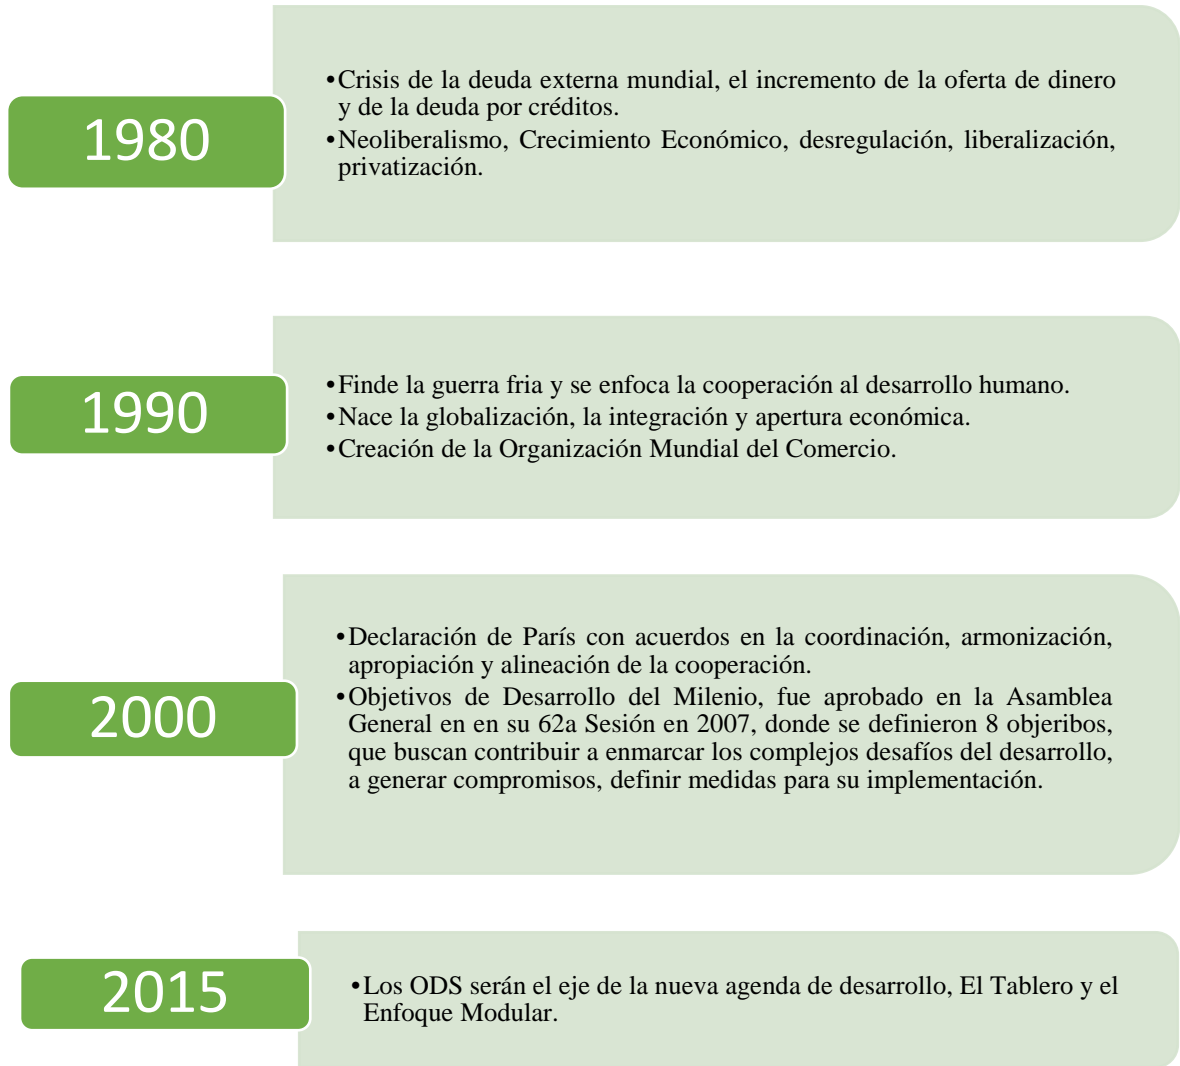 1980
•Crisis de la deuda externa mundial, el incremento de la oferta de dinero
y de la deuda por créditos.
•Neoliberalismo, Crecimiento Económico, desregulación, liberalización,
privatización.
1990
•Finde la guerra fria y se enfoca la cooperación al desarrollo humano.
•Nace la globalización, la integración y apertura económica.
•Creación de la Organización Mundial del Comercio.
2000
•Declaración de París con acuerdos en la coordinación, armonización,
apropiación y alineación de la cooperación.
•Objetivos de Desarrollo del Milenio, fue aprobado en la Asamblea
General en en su 62a Sesión en 2007, donde se definieron 8 objeribos,
que buscan contribuir a enmarcar los complejos desafíos del desarrollo,
a generar compromisos, definir medidas para su implementación.
2015
•Los ODS serán el eje de la nueva agenda de desarrollo, El Tablero y el
Enfoque Modular.